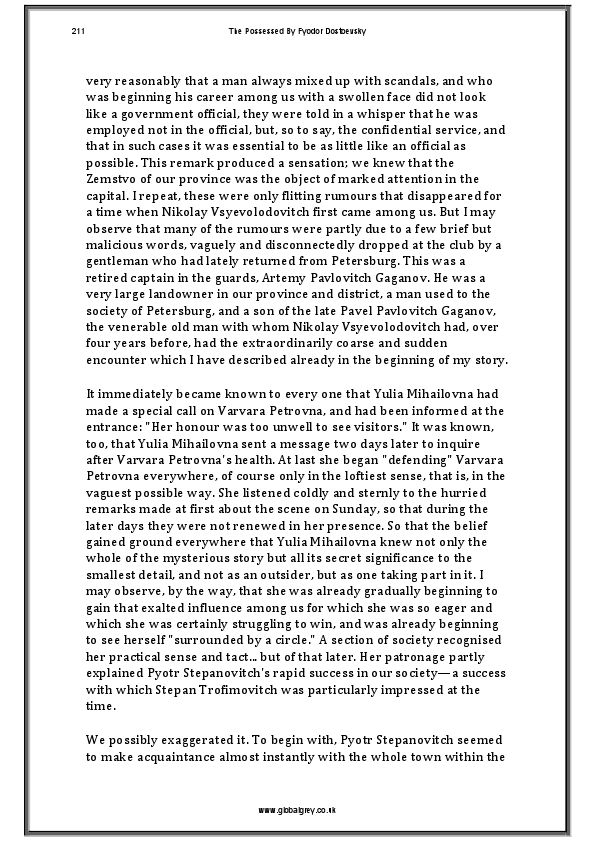 211
The Possessed By Fyodor Dostoevsky
very reasonably that a man always mixed up with scandals, and who
was beginning his career among us with a swollen face did not look
like a government official, they were told in a whisper that he was
employed not in the official, but, so to say, the confidential service, and
that in such cases it was essential to be as little like an official as
possible. This remark produced a sensation; we knew that the
Zemstvo of our province was the object of marked attention in the
capital. I repeat, these were only flitting rumours that disappeared for
a time when Nikolay Vsyevolodovitch first came among us. But I may
observe that many of the rumours were partly due to a few brief but
malicious words, vaguely and disconnectedly dropped at the club by a
gentleman who had lately returned from Petersburg. This was a
retired captain in the guards, Artemy Pavlovitch Gaganov. He was a
very large landowner in our province and district, a man used to the
society of Petersburg, and a son of the late Pavel Pavlovitch Gaganov,
the venerable old man with whom Nikolay Vsyevolodovitch had, over
four years before, had the extraordinarily coarse and sudden
encounter which I have described already in the beginning of my story.
It immediately became known to every one that Yulia Mihailovna had
made a special call on Varvara Petrovna, and had been informed at the
entrance: "Her honour was too unwell to see visitors." It was known,
too, that Yulia Mihailovna sent a message two days later to inquire
after Varvara Petrovna's health. At last she began "defending" Varvara
Petrovna everywhere, of course only in the loftiest sense, that is, in the
vaguest possible way. She listened coldly and sternly to the hurried
remarks made at first about the scene on Sunday, so that during the
later days they were not renewed in her presence. So that the belief
gained ground everywhere that Yulia Mihailovna knew not only the
whole of the mysterious story but all its secret significance to the
smallest detail, and not as an outsider, but as one taking part in it. I
may observe, by the way, that she was already gradually beginning to
gain that exalted influence among us for which she was so eager and
which she was certainly struggling to win, and was already beginning
to see herself "surrounded by a circle." A section of society recognised
her practical sense and tact... but of that later. Her patronage partly
explained Pyotr Stepanovitch's rapid success in our society—a success
with which Stepan Trofimovitch was particularly impressed at the
time.
We possibly exaggerated it. To begin with, Pyotr Stepanovitch seemed
to make acquaintance almost instantly with the whole town within the
www.globalgrey.co.uk